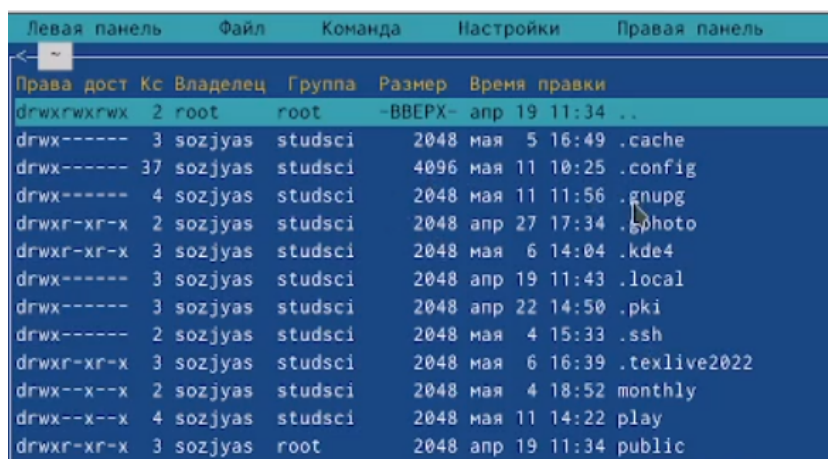 Левая панель Файл Команда Настройки Правая панель
<─ ~
Права дост Кс Владелец Группа Размер Время правки
drwxrwxrwx 2 root root -ВВЕРХ- апр 19 11:34 ..
drwx------ 3 sozjyas studsci 2048 мая 5 16:49 .cache
drwx------ 37 sozjyas studsci 4096 мая 11 10:25 .config
drwx------ 4 sozjyas studsci 2048 мая 11 11:56 .gnupg
drwxr-xr-x 2 sozjyas studsci 2048 апр 27 17:34 .gphoto
drwxr-xr-x 3 sozjyas studsci 2048 мая 6 14:04 .kde4
drwx------ 3 sozjyas studsci 2048 апр 19 11:43 .local
drwx------ 3 sozjyas studsci 2048 апр 22 14:50 .pki
drwx------ 2 sozjyas studsci 2048 мая 4 15:33 .ssh
drwxr-xr-x 3 sozjyas studsci 2048 мая 6 16:39 .texlive2022
drwx--x--x 2 sozjyas studsci 2048 мая 4 18:52 monthly
drwx--x--x 4 sozjyas studsci 2048 мая 11 14:22 play
drwxr-xr-x 3 sozjyas root 2048 апр 19 11:34 public